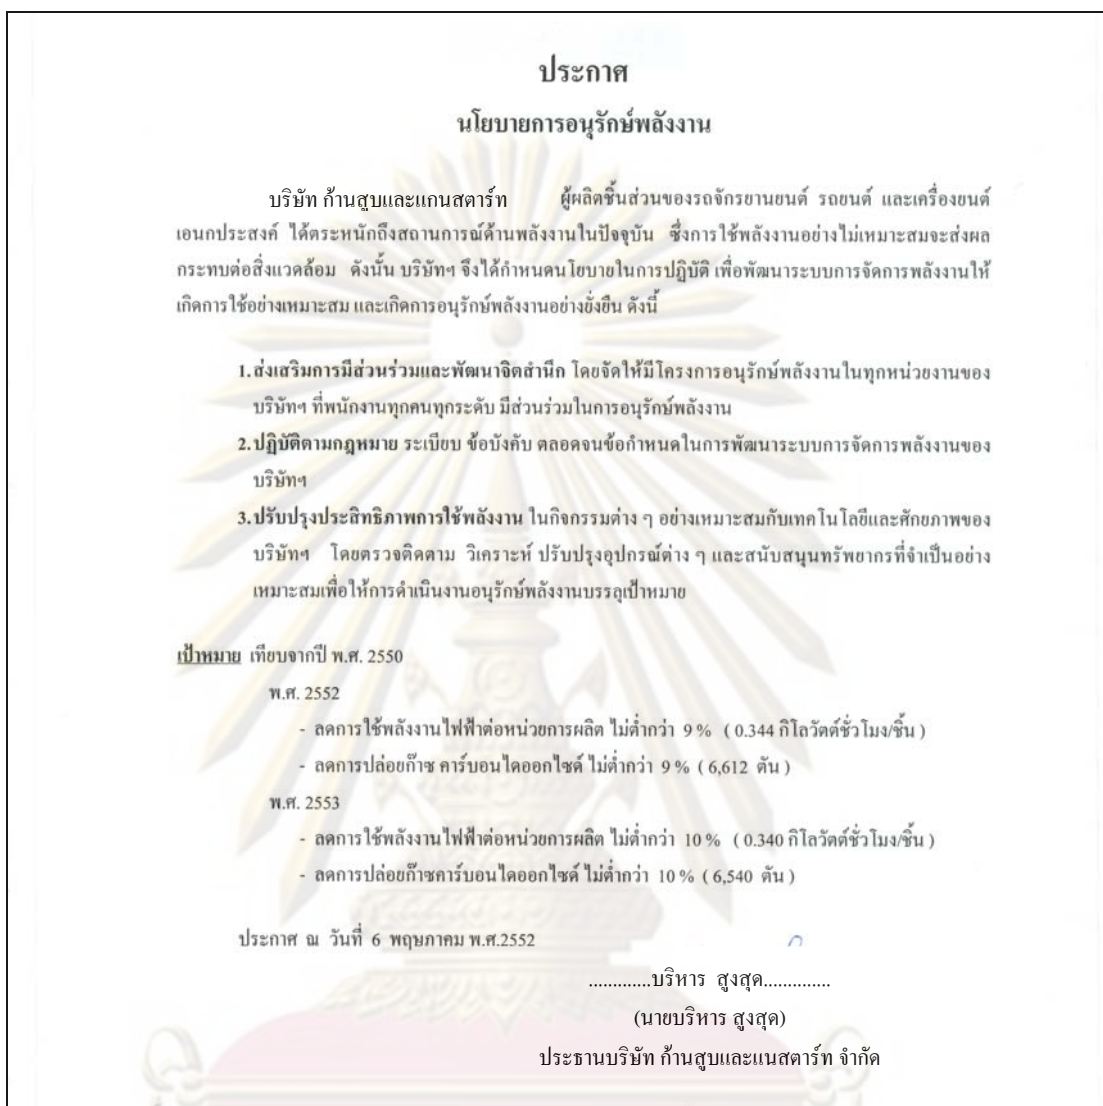 ประกาศ
นโยบายการอนุรักษ์พลังงาน
บริษัท ก้านสูบและแกนสตาร์ท ผู้ผลิตชิ้นส่วนของรถจักรยานยนต์ รถยนต์ และเครื่องยนต์
เอนกประสงค์ ได้ตระหนักถึงสถานการณ์ด้านพลังงานในปัจจุบัน ซึ่งการใช้พลังงานอย่างไม่เหมาะสมจะส่งผล
กระทบต่อสิ่งแวดล้อม ดังนั้น บริษัทฯ จึงได้กำหนดนโยบายในการปฏิบัติ เพื่อพัฒนาระบบการจัดการพลังงานให้
เกิดการใช้อย่างเหมาะสม และเกิดการอนุรักษ์พลังงานอย่างยั่งยืน ดังนี้
1. ส่งเสริมการมีส่วนร่วมและพัฒนาจิตสำนึก โดยจัดให้มีโครงการอนุรักษ์พลังงานในทุกหน่วยงานของ
บริษัทฯ ที่พนักงานทุกคนทุกระดับ มีส่วนร่วมในการอนุรักษ์พลังงาน
2. ปฏิบัติตามกฎหมาย ระเบียบ ข้อบังคับ ตลอดจนข้อกำหนดในการพัฒนาระบบการจัดการพลังงานของ
บริษัทฯ
3. ปรับปรุงประสิทธิภาพการใช้พลังงาน ในกิจกรรมต่าง ๆ อย่างเหมาะสมกับเทคโนโลยีและศักยภาพของ
บริษัทฯ โดยตรวจติดตาม วิเคราะห์ ปรับปรุงอุปกรณ์ต่าง ๆ และสนับสนุนทรัพยากรที่จำเป็นอย่าง
เหมาะสมเพื่อให้การดำเนินงานอนุรักษ์พลังงานบรรลุเป้าหมาย
เป้าหมาย เทียบจากปี พ.ศ. 2550
พ.ศ. 2552
- ลดการใช้พลังงานไฟฟ้าต่อหน่วยการผลิต ไม่ต่ำกว่า 9 % ( 0.344 กิโลวัตต์ชั่วโมง/ชิ้น )
- ลดการปล่อยก๊าซ คาร์บอนไดออกไซด์ ไม่ต่ำกว่า 9 % ( 6,612 ตัน )
พ.ศ. 2553
- ลดการใช้พลังงานไฟฟ้าต่อหน่วยการผลิต ไม่ต่ำกว่า 10 % ( 0.340 กิโลวัตต์ชั่วโมง/ชิ้น )
- ลดการปล่อยก๊าซคาร์บอนไดออกไซด์ ไม่ต่ำกว่า 10 % ( 6,540 ตัน )
ประกาศ ณ วันที่ 6 พฤษภาคม พ.ศ.2552
.............บริหาร สูงสุด..............
(นายบริหาร สูงสุด)
ประธานบริษัท ก้านสูบและแนสตาร์ท จำกัด